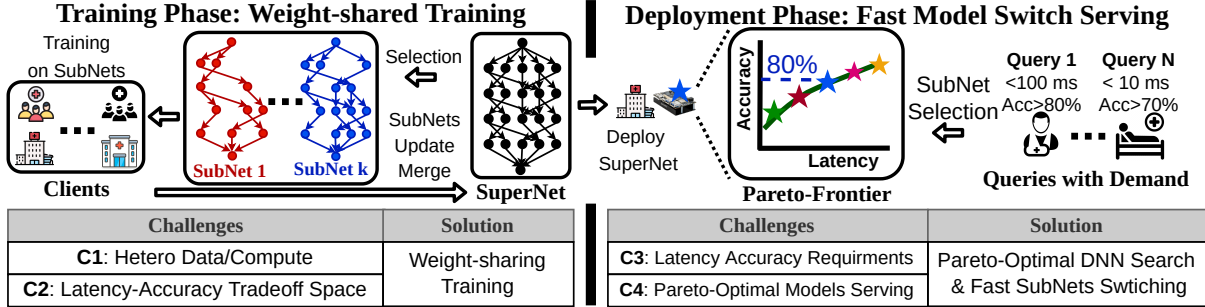 Training Phase: Weight-shared Training
Training
on SubNets
Clients
SubNet 1
SubNet k
Selection
SubNets
Update
Merge
SuperNet
Challenges
Solution
C1: Hetero Data/Compute
C2: Latency-Accuracy Tradeoff Space
Weight-sharing
Training
Deployment Phase: Fast Model Switch Serving
Deploy
SuperNet
Accuracy
80%
Latency
Pareto-Frontier
SubNet
Selection
Query 1
<100 ms
Acc>80%
Query N
< 10 ms
Acc>70%
Queries with Demand
Challenges
Solution
C3: Latency Accuracy Requirments
C4: Pareto-Optimal Models Serving
Pareto-Optimal DNN Search
& Fast SubNets Swtiching